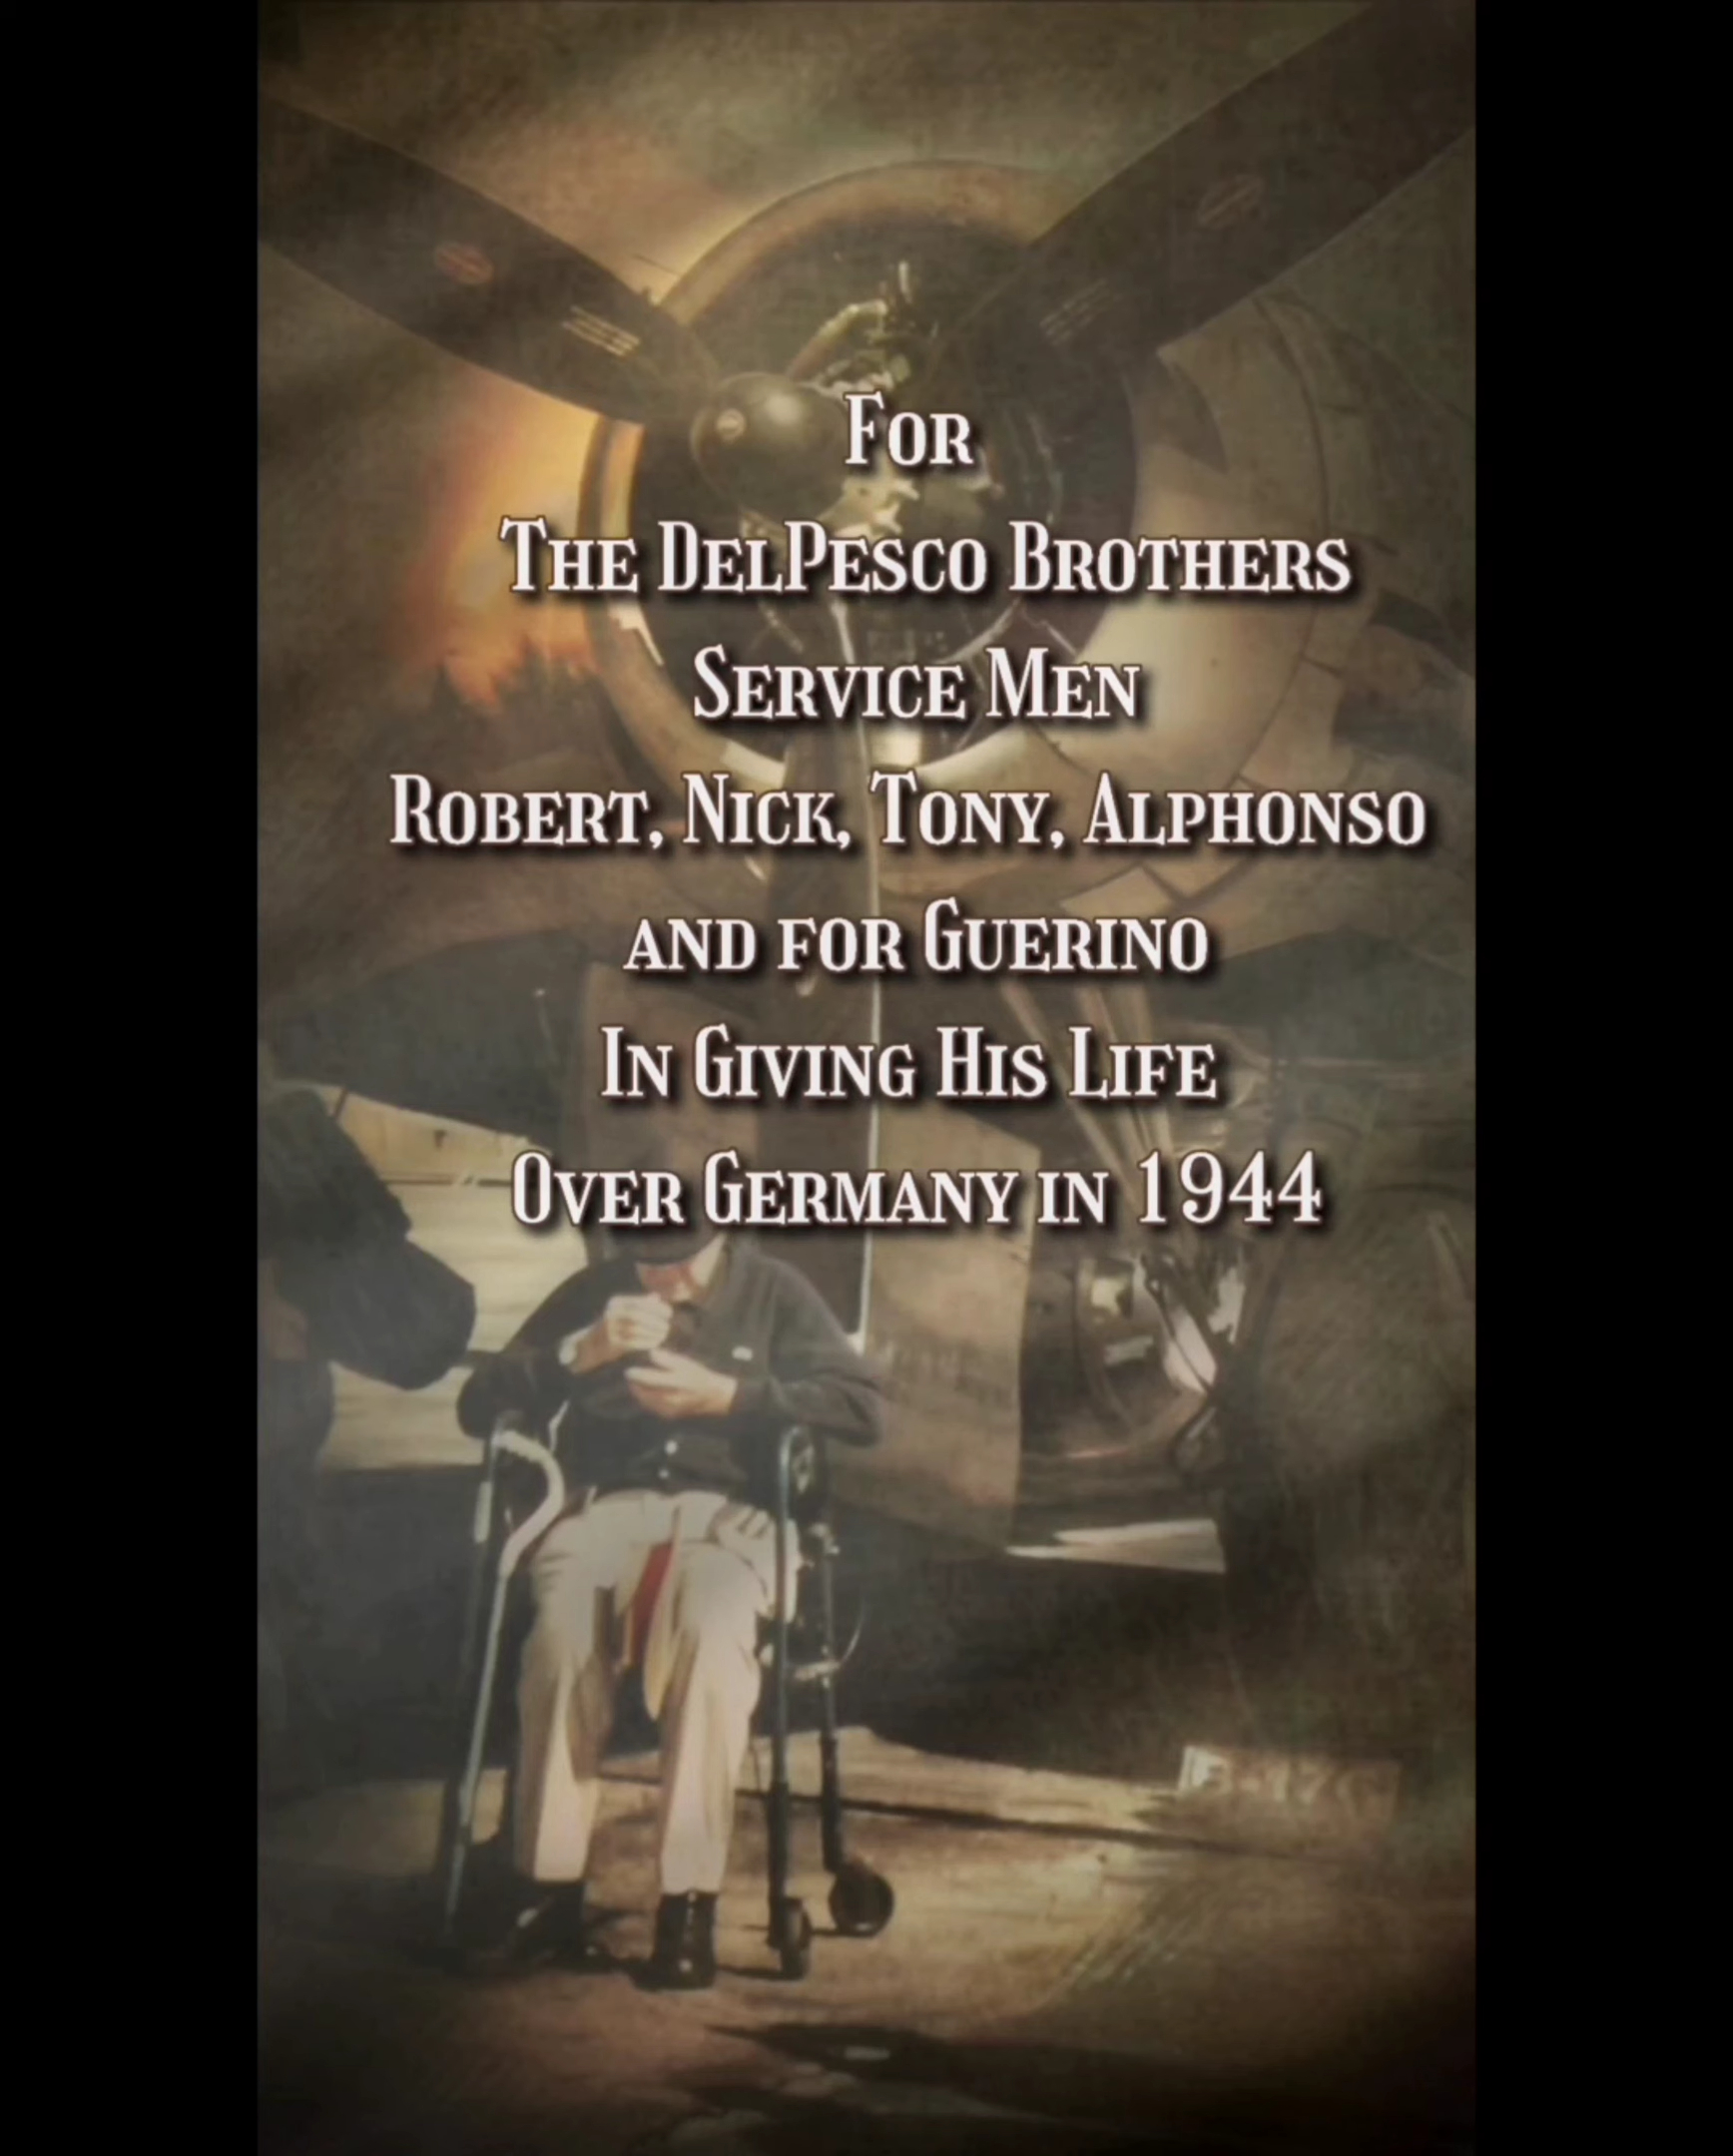 For
The DelPesco Brothers
Service Men
Robert, Nick, Tony, Alphonso
and for Guerino
In Giving His Life
Over Germany in 1944